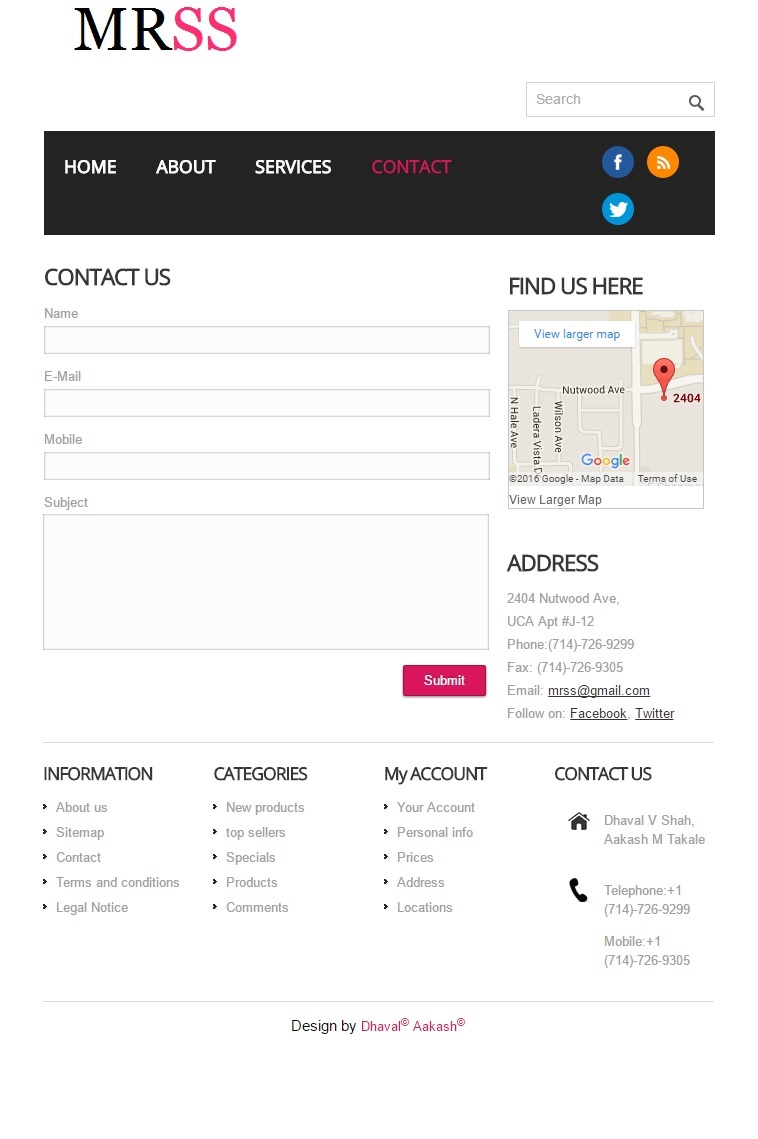 MRSS
Search
HOME ABOUT SERVICES CONTACT
CONTACT US
Name
E-Mail
Mobile
Subject
Submit
FIND US HERE
View larger map
Nutwood Ave
2404
N Hale Ave
Ladera Vista D
Wilson Ave
Google
©2016 Google - Map Data Terms of Use
View Larger Map
ADDRESS
2404 Nutwood Ave,
UCA Apt #J-12
Phone:(714)-726-9299
Fax: (714)-726-9305
Email: mrss@gmail.com
Follow on: Facebook, Twitter
INFORMATION
About us
Sitemap
Contact
Terms and conditions
Legal Notice
CATEGORIES
New products
top sellers
Specials
Products
Comments
My ACCOUNT
Your Account
Personal info
Prices
Address
Locations
CONTACT US
Dhaval V Shah,
Aakash M Takale
Telephone:+1
(714)-726-9299
Mobile:+1
(714)-726-9305
Design by Dhaval© Aakash©